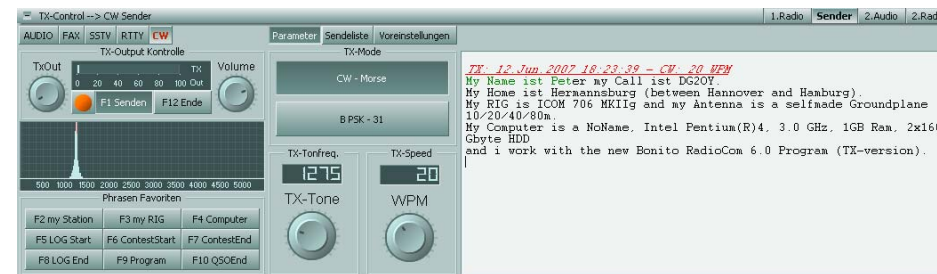 TX-Control --> CW Sender
1.Radio Sender 2.Audio 2.Rad
AUDIO FAX SSTV RTTY CW
Parameter Sendeliste Voreinstellungen
TX-Output Kontrolle
TxOut
TX
Volume
0 20 40 60 80 100 Out
F1 Senden F12 Ende
500 1000 1500 2000 2500 3000 3500 4000 4500 5000
Phrasen Favoriten
F2 my Station F3 my RIG F4 Computer
F5 LOG Start F6 ContestStart F7 ContestEnd
F8 LOG End F9 Program F10 QSOEnd
TX-Mode
CW - Morse
B PSK - 31
TX-Tonfreq. TX-Speed
1275 20
TX-Tone WPM
TX: 12.Jun.2007 18:23:39 - CW: 20 WPM
My Name ist Peter my Call ist DG2OY.
My Home ist Hermannsburg (between Hannover and Hamburg).
My RIG is ICOM 706 MKIIg and my Antenna is a selfmade Groundplane
10/20/40/80m.
My Computer is a NoName, Intel Pentium(R)4, 3.0 GHz, 1GB Ram, 2x160
Gbyte HDD
and i work with the new Bonito RadioCom 6.0 Program (TX-version).